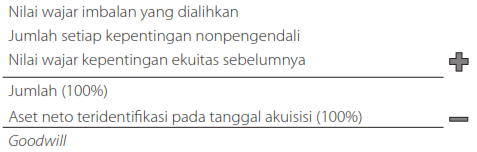 Nilai wajar imbalan yang dialihkan
Jumlah setiap kepentingan nonpengendali
Nilai wajar kepentingan ekuitas sebelumnya
Jumlah (100%)
Aset neto teridentifikasi pada tanggal akuisisi (100%)
Goodwill